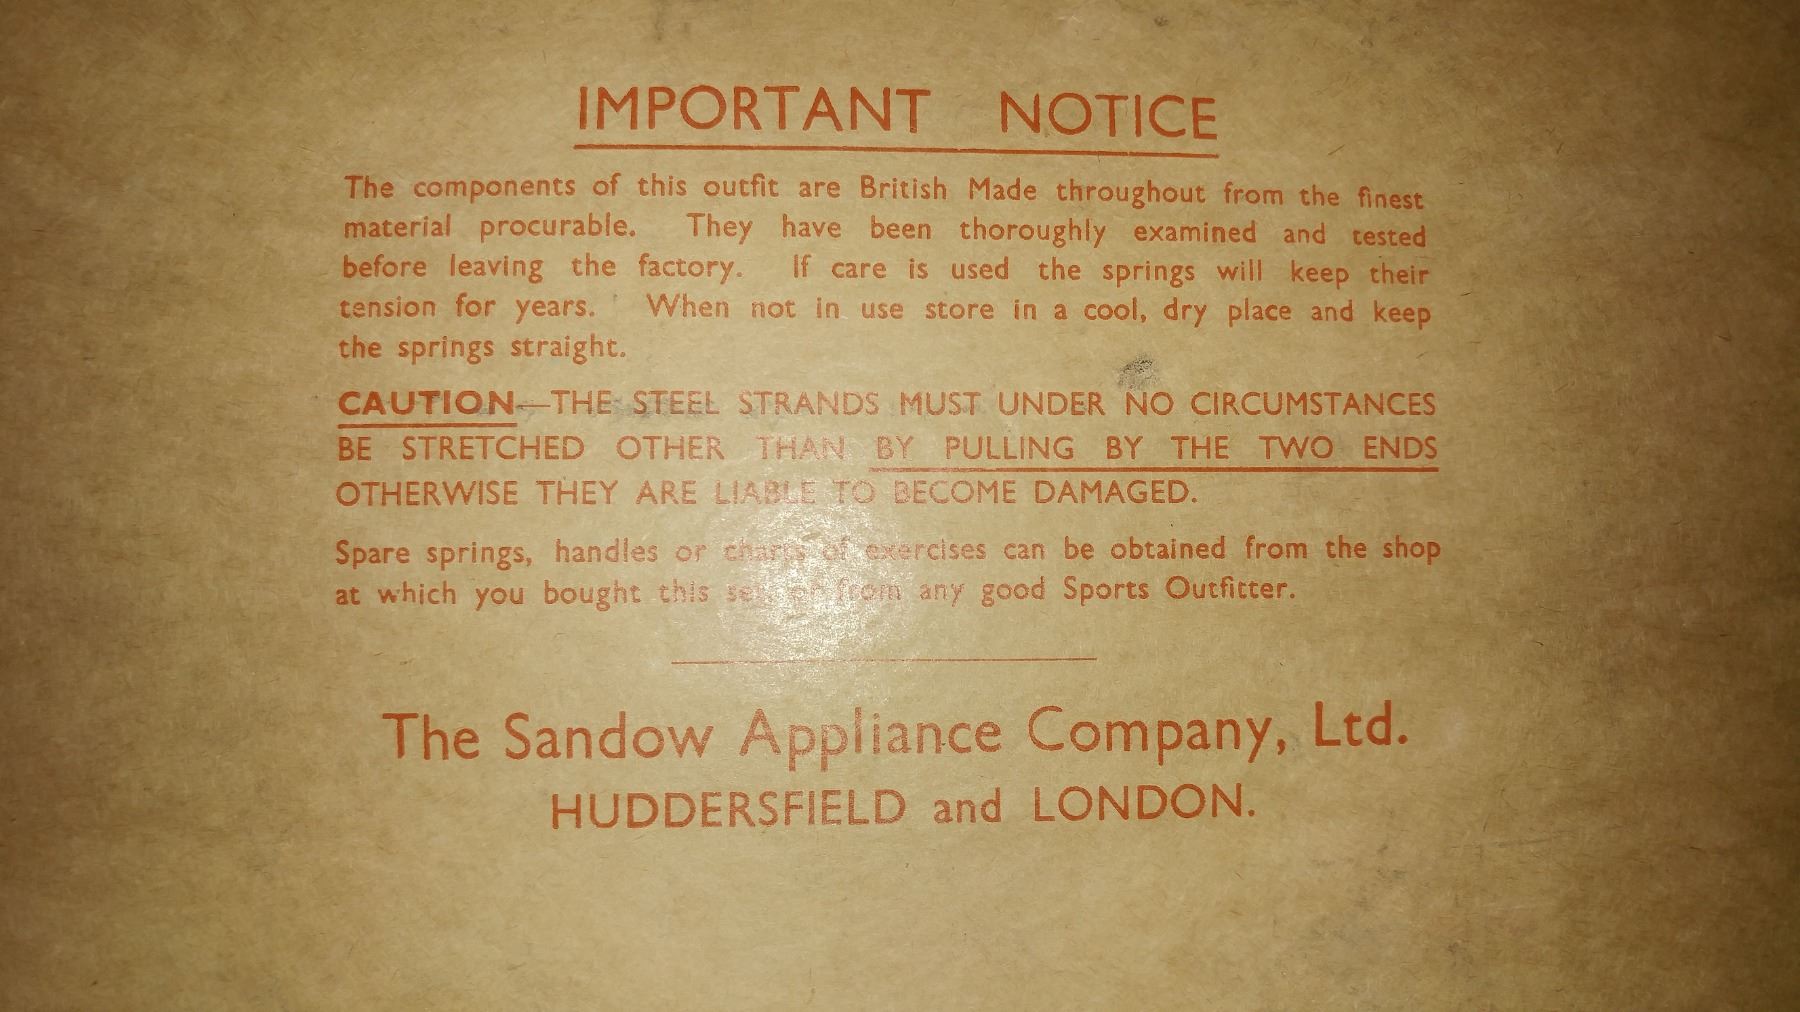 IMPORTANT NOTICE
The components of this outfit are British Made throughout from the finest
material procurable. They have been thoroughly examined and tested
before leaving the factory. If care is used the springs will keep their
tension for years. When not in use store in a cool, dry place and keep
the springs straight.
CAUTION—THE STEEL STRANDS MUST UNDER NO CIRCUMSTANCES
BE STRETCHED OTHER THAN BY PULLING BY THE TWO ENDS
OTHERWISE THEY ARE LIABLE TO BECOME DAMAGED.
Spare springs, handles or charts of exercises can be obtained from the shop
at which you bought this set, or from any good Sports Outfitter.
The Sandow Appliance Company, Ltd.
HUDDERSFIELD and LONDON.